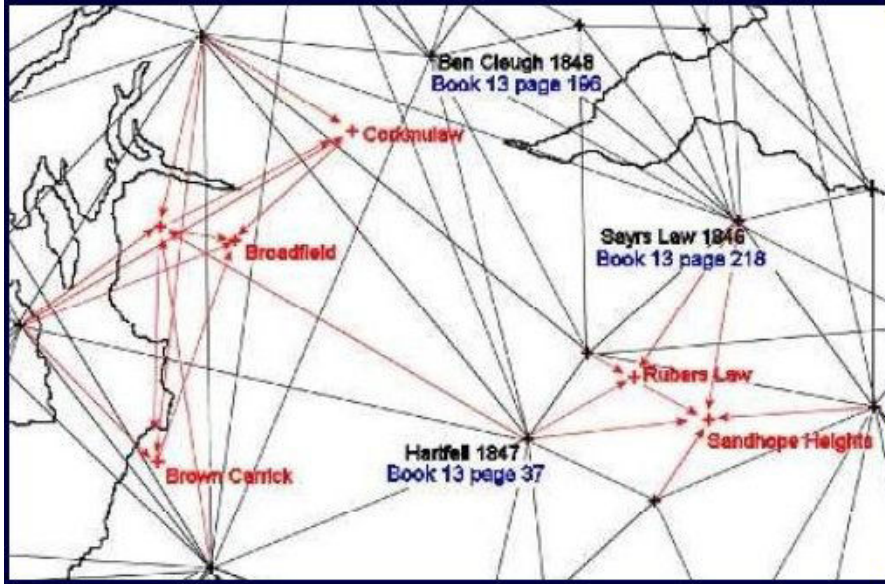 Ben Cleugh 1848
Book 13 page 196
Corkmulaw
Broadfield
Sayrs Law 1846
Book 13 page 218
Rubers Law
Sandhope Heights
Hartfell 1847
Book 13 page 37
Brown Carrick